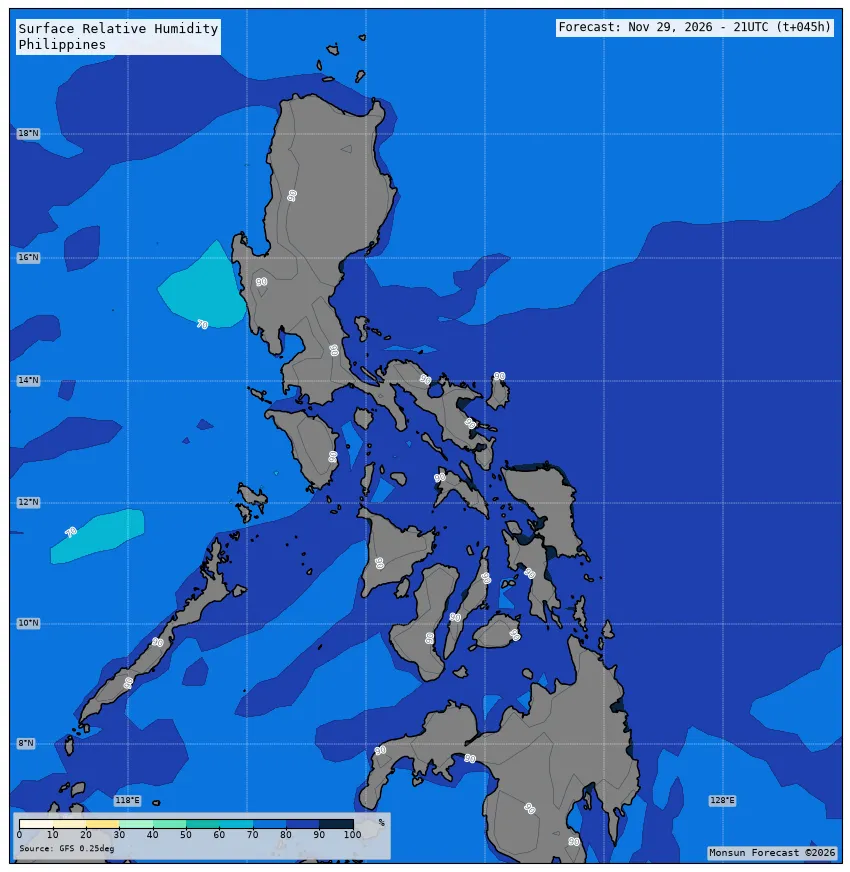 Surface Relative Humidity
Philippines
Forecast: Nov 29, 2026 - 21UTC (t+045h)
18°N
90
16°N
90
70
90
14°N
90
90
90
90
12°N
90
70
90
90
90
10°N
90
90
90
90
90
8°N
90
90
118°E
128°E
90
90
0 10 20 30 40 50 60 70 80 90 100 %
Source: GFS 0.25deg
Monsun Forecast ©2026